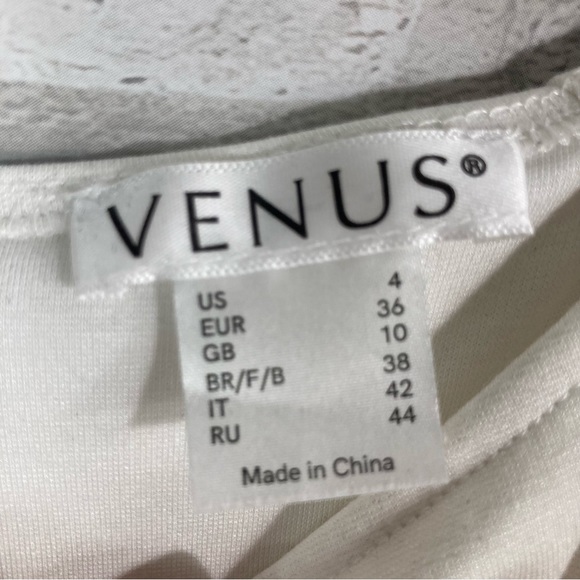 VENUS®
US 4
EUR 36
GB 10
BR/F/B 38
IT 42
RU 44
Made in China